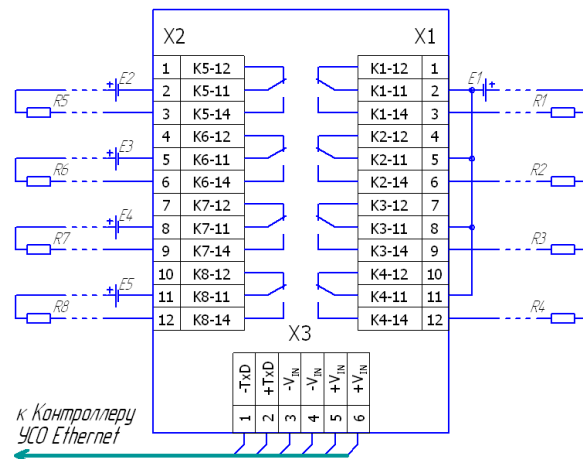 X2 X1
1 K5-12 K1-12 1
E2 2 K5-11 K1-11 2 E1
R5 3 K5-14 K1-14 3 R1
4 K6-12 K2-12 4
E3 5 K6-11 K2-11 5
R6 6 K6-14 K2-14 6 R2
7 K7-12 K3-12 7
E4 8 K7-11 K3-11 8
R7 9 K7-14 K3-14 9 R3
10 K8-12 K4-12 10
E5 11 K8-11 K4-11 11
R8 12 K8-14 K4-14 12 R4
X3
-TxD +TxD -VIN -VIN +VIN +VIN
1 2 3 4 5 6
к Контроллеру
УСО Ethernet